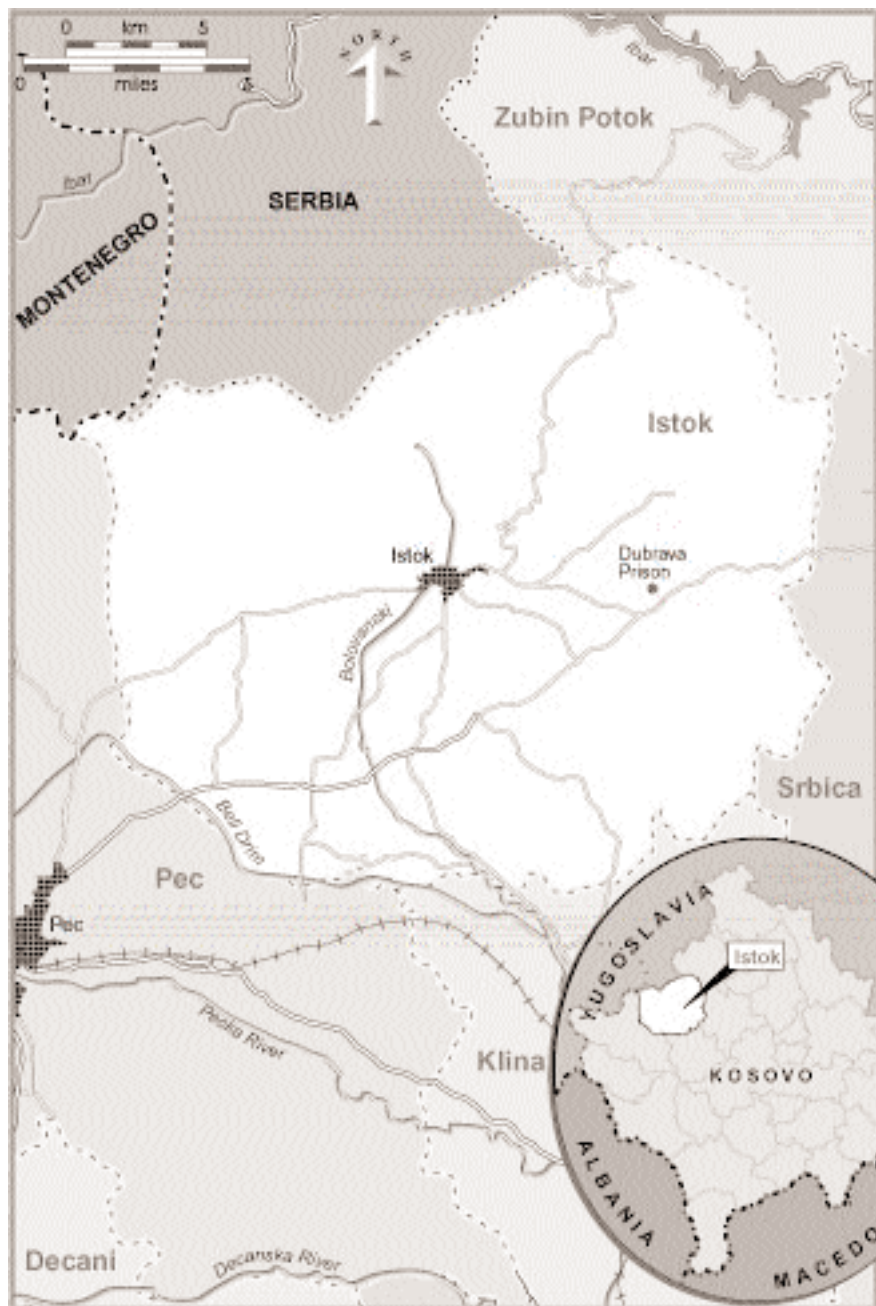 0 km 5
0 miles 5
NORTH
Ibar
Zubin Potok
Ibar
SERBIA
MONTENEGRO
Istok
Istok
Dubrava
Prison
Botovanski
Srbica
Beli Drim
Pec
Pec
YUGOSLAVIA
Istok
Pecka River
Klina
KOSOVO
ALBANIA
Decani
Decanska River
MACEDO